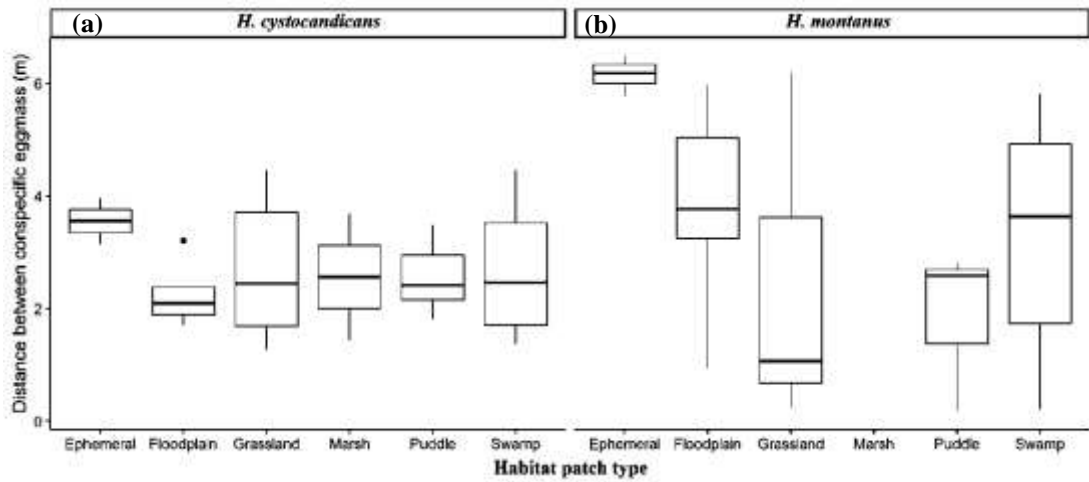 (a) H. cystocandicans
(b) H. montanus
Distance between conspecific eggmass (m)
6
4
2
0
Ephemeral Floodplain Grassland Marsh Puddle Swamp
Ephemeral Floodplain Grassland Marsh Puddle Swamp
Habitat patch type